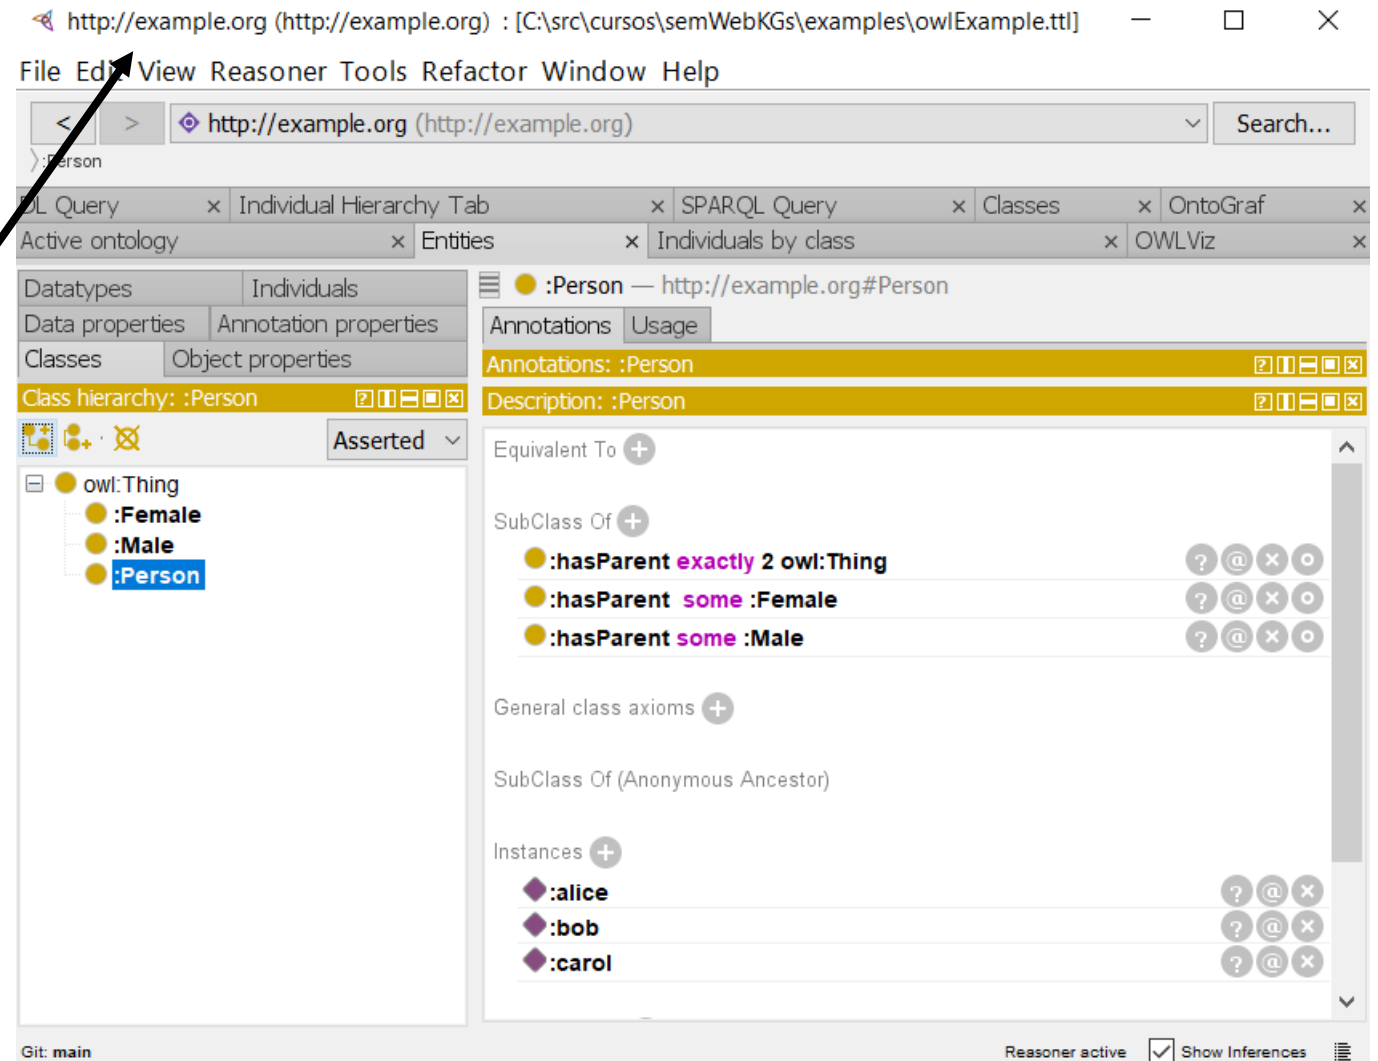 http://example.org (http://example.org) : [C:\src\cursos\semWebKGs\examples\owlExample.ttl]
File Edit View Reasoner Tools Refactor Window Help
< > http://example.org (http://example.org) Search...
:Person
DL Query Individual Hierarchy Tab SPARQL Query Classes OntoGraf
Active ontology Entities Individuals by class OWLViz
Datatypes Individuals
Data properties Annotation properties
Classes Object properties
Class hierarchy: :Person
Asserted
owl:Thing
:Female
:Male
:Person
:Person — http://example.org#Person
Annotations Usage
Annotations: :Person
Description: :Person
Equivalent To
SubClass Of
:hasParent exactly 2 owl:Thing
:hasParent some :Female
:hasParent some :Male
General class axioms
SubClass Of (Anonymous Ancestor)
Instances
:alice
:bob
:carol
Git: main
Reasoner active Show Inferences